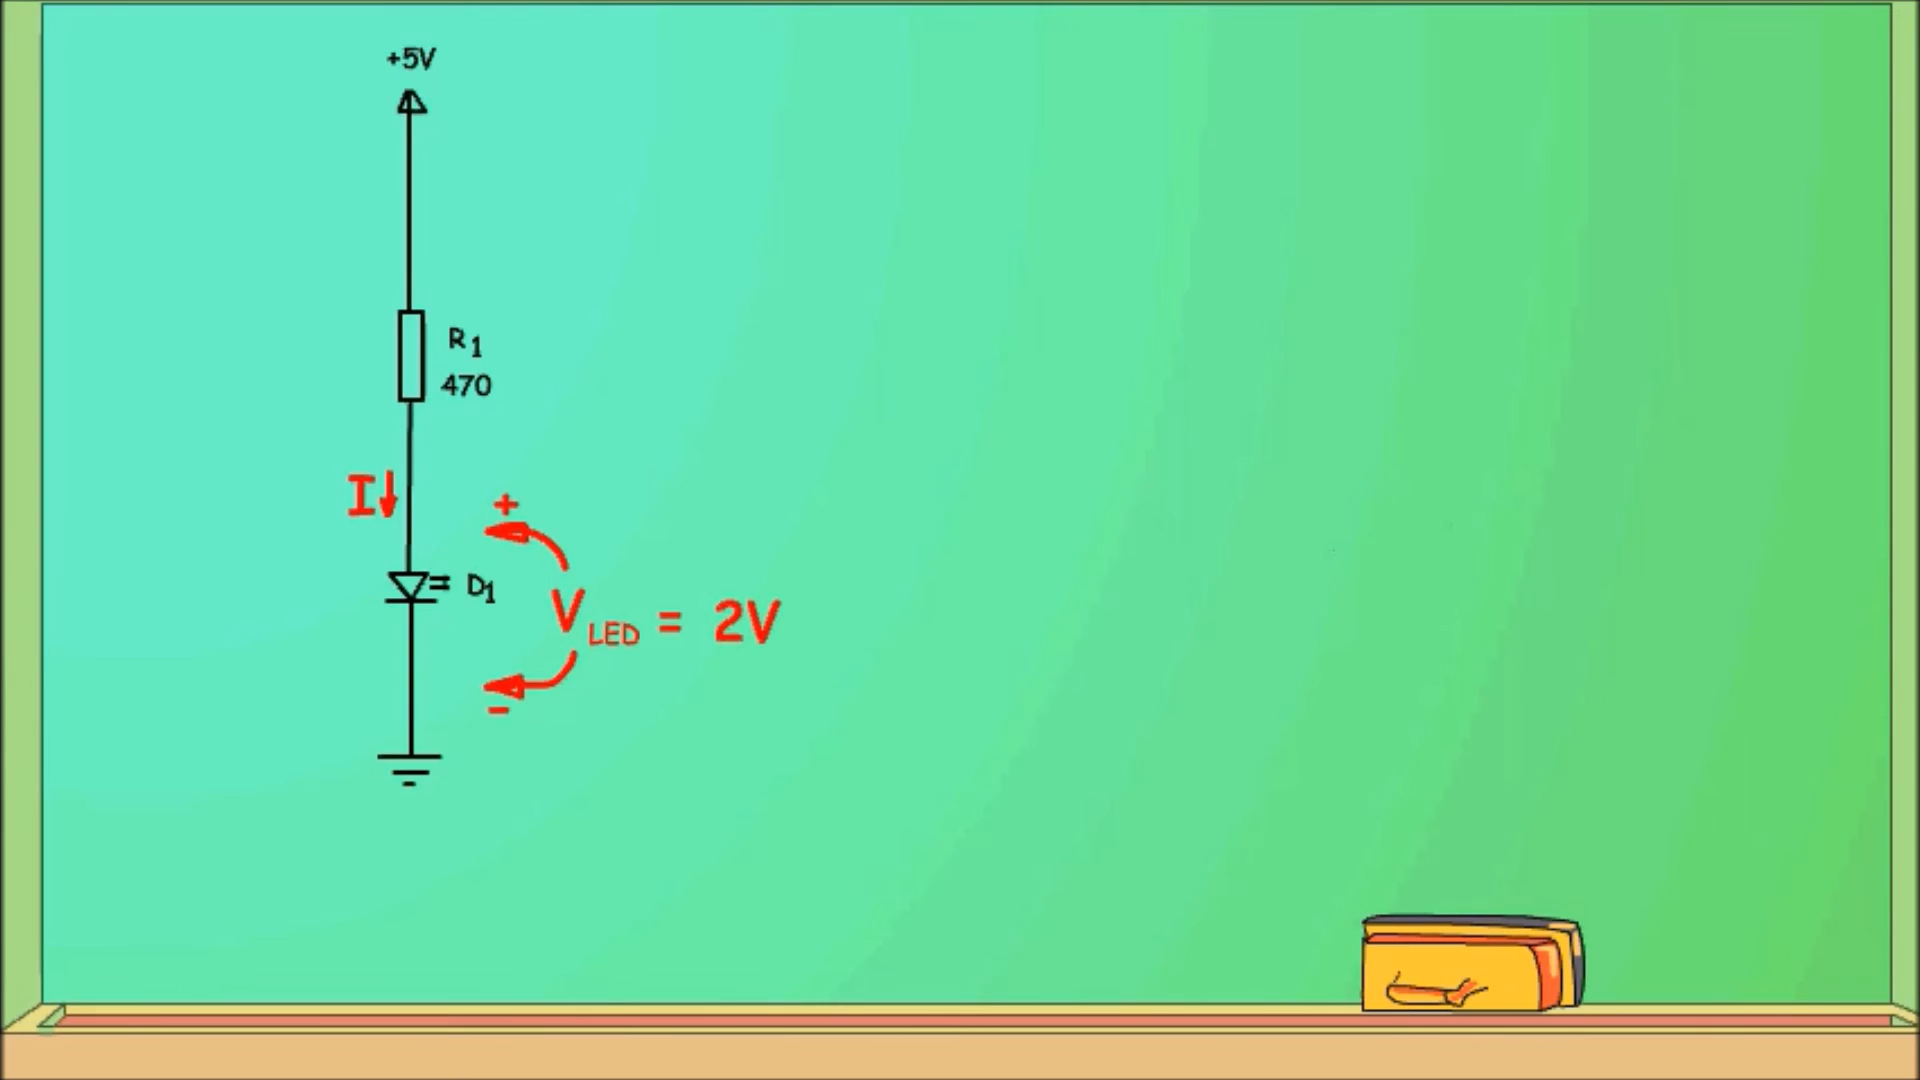 +5V
R1
470
I
+
= D1
VLED = 2V
-